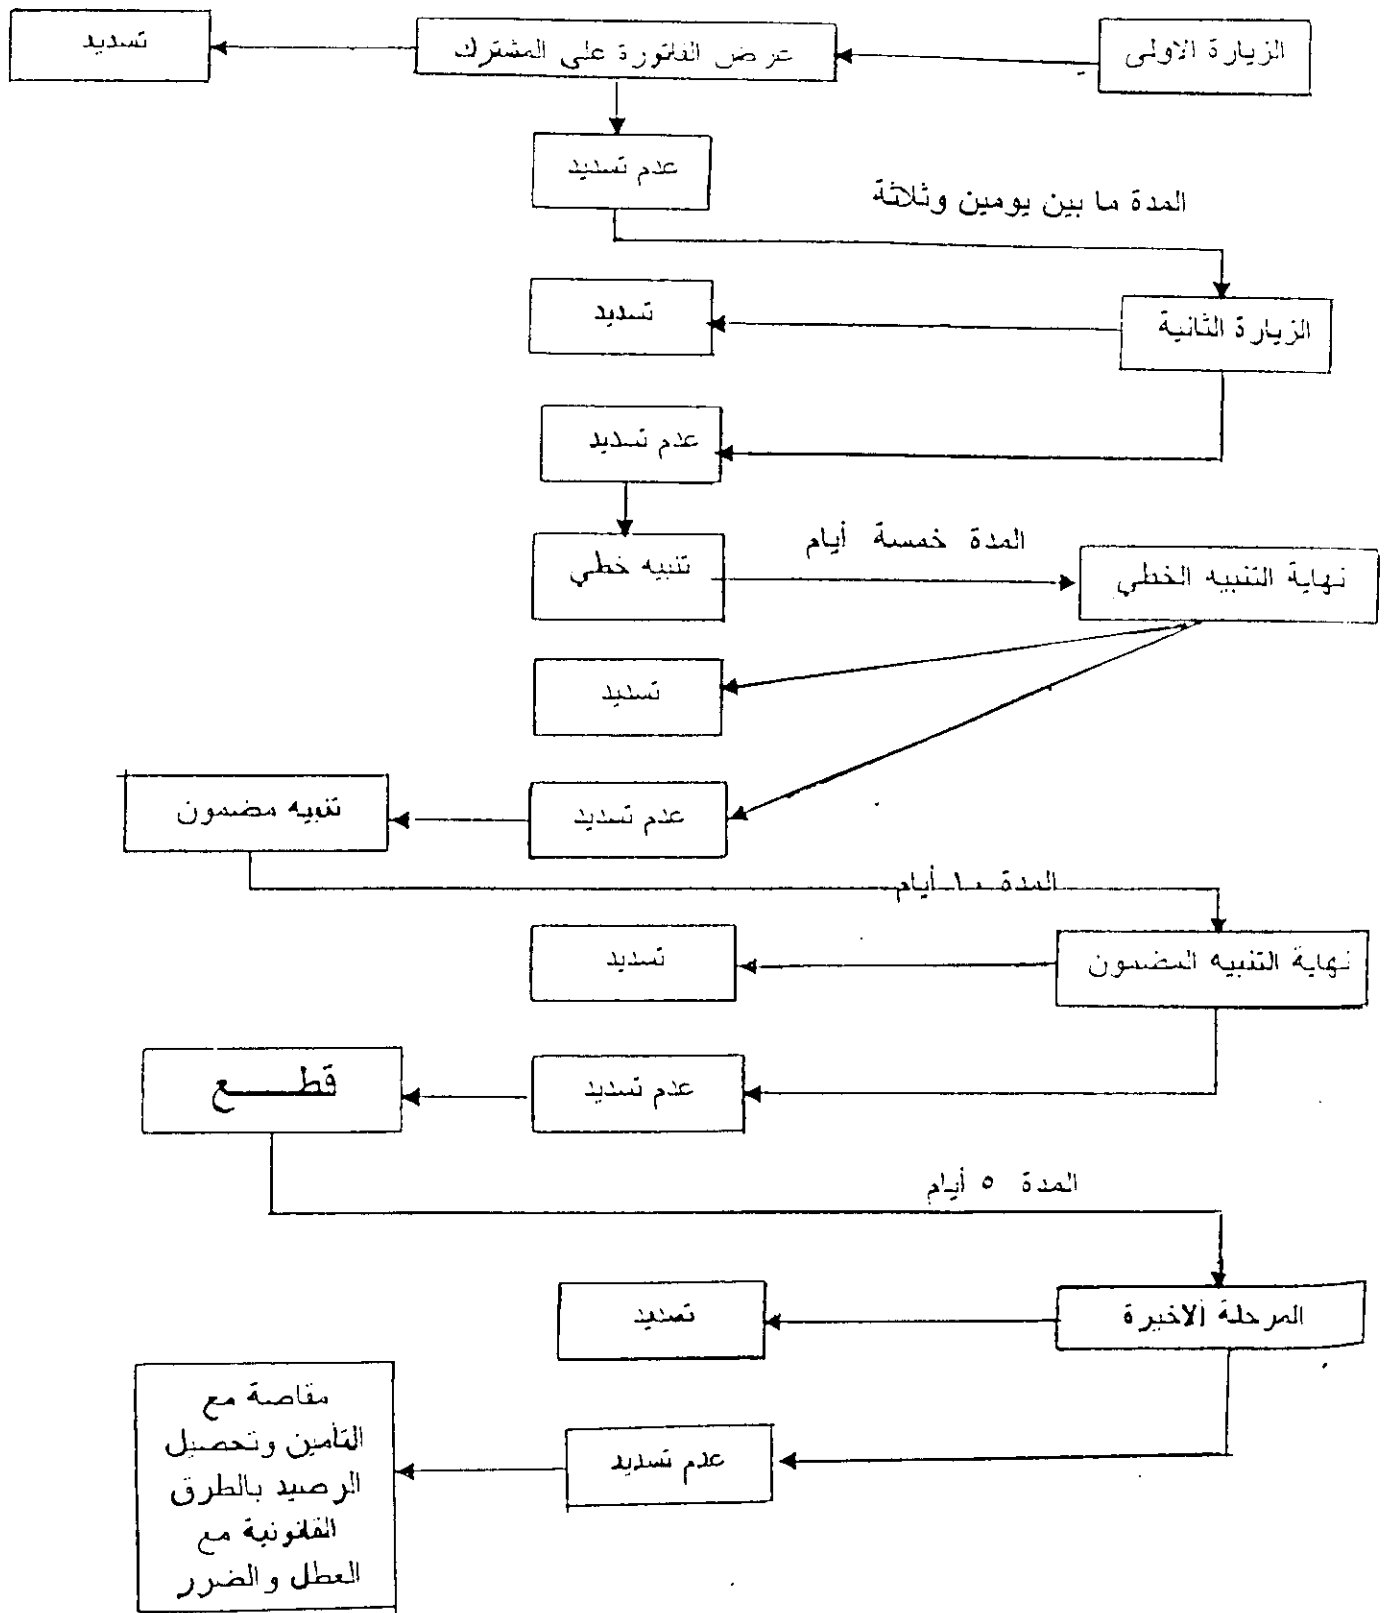 الزيارة الاولى
عرض الفاتورة على المشترك
تسديد
عدم تسديد
المدة ما بين يومين وثلاثة
الزيارة الثانية
تسديد
عدم تسديد
تنبيه خطي
المدة خمسة أيام
نهاية التنبيه الخطي
تسديد
عدم تسديد
تنبيه مضمون
المدة ١٠ أيام
نهاية التنبيه المضمون
تسديد
عدم تسديد
قطــــــع
المدة ٥ أيام
المرحلة الاخيرة
تسديد
عدم تسديد
مقاصة مع
التأمين وتحصيل
الرصيد بالطرق
القانونية مع
العطل والضرر